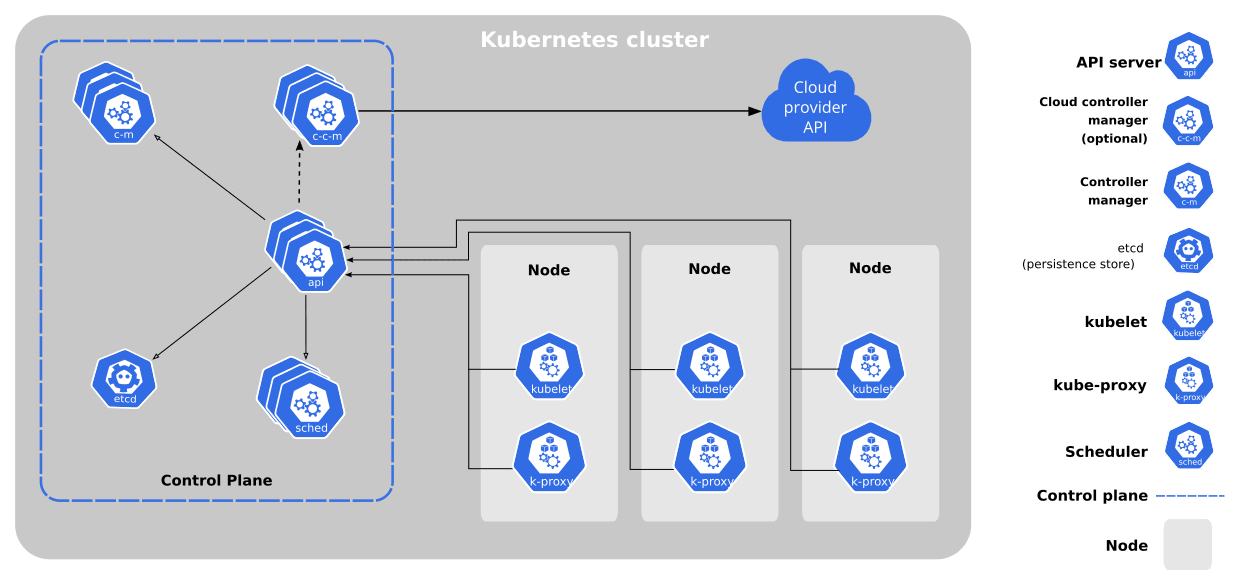 Kubernetes cluster
c-m
c-c-m
Cloud
provider
API
api
etcd
sched
Control Plane
Node
kubelet
k-proxy
Node
kubelet
k-proxy
Node
kubelet
k-proxy
API server
api
Cloud controller
manager
(optional)
c-c-m
Controller
manager
c-m
etcd
(persistence store)
etcd
kubelet
kubelet
kube-proxy
k-proxy
Scheduler
sched
Control plane
Node